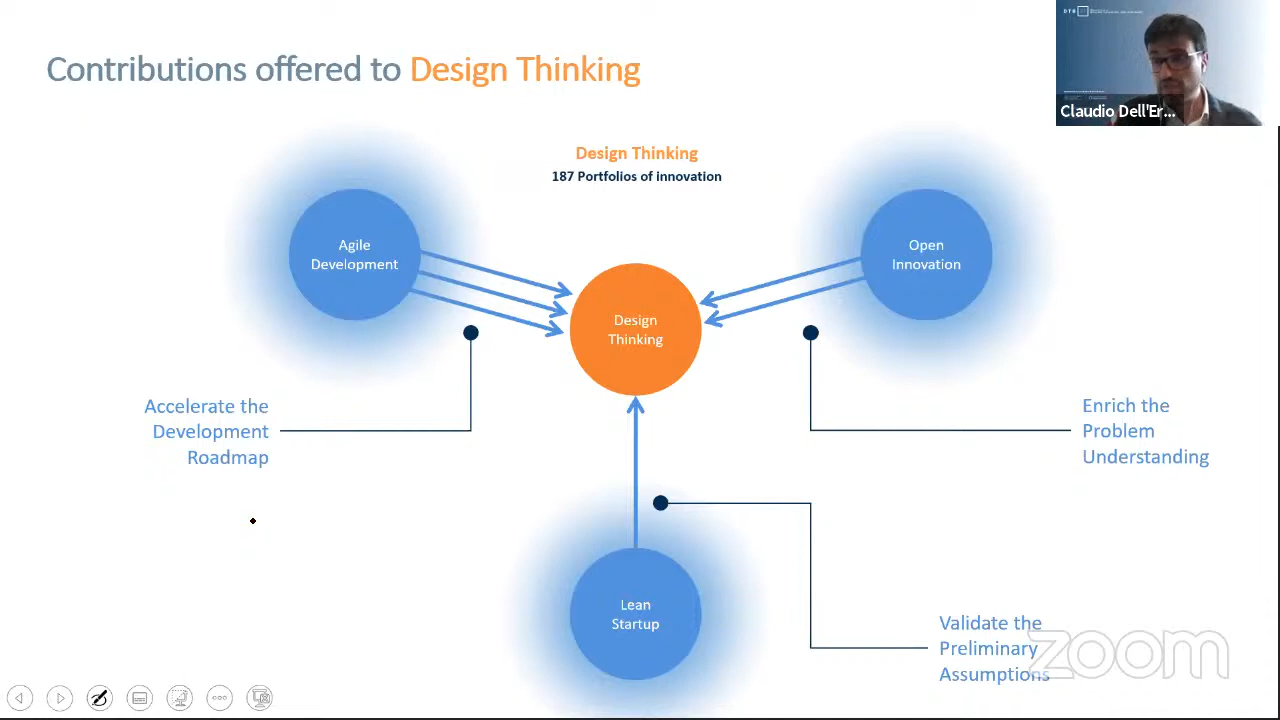 Contributions offered to Design Thinking
Claudio Dell'Er...
Design Thinking
187 Portfolios of innovation
Agile
Development
Open
Innovation
Design
Thinking
Accelerate the
Development
Roadmap
Enrich the
Problem
Understanding
Lean
Startup
Validate the
Preliminary
Assumptions
zoom